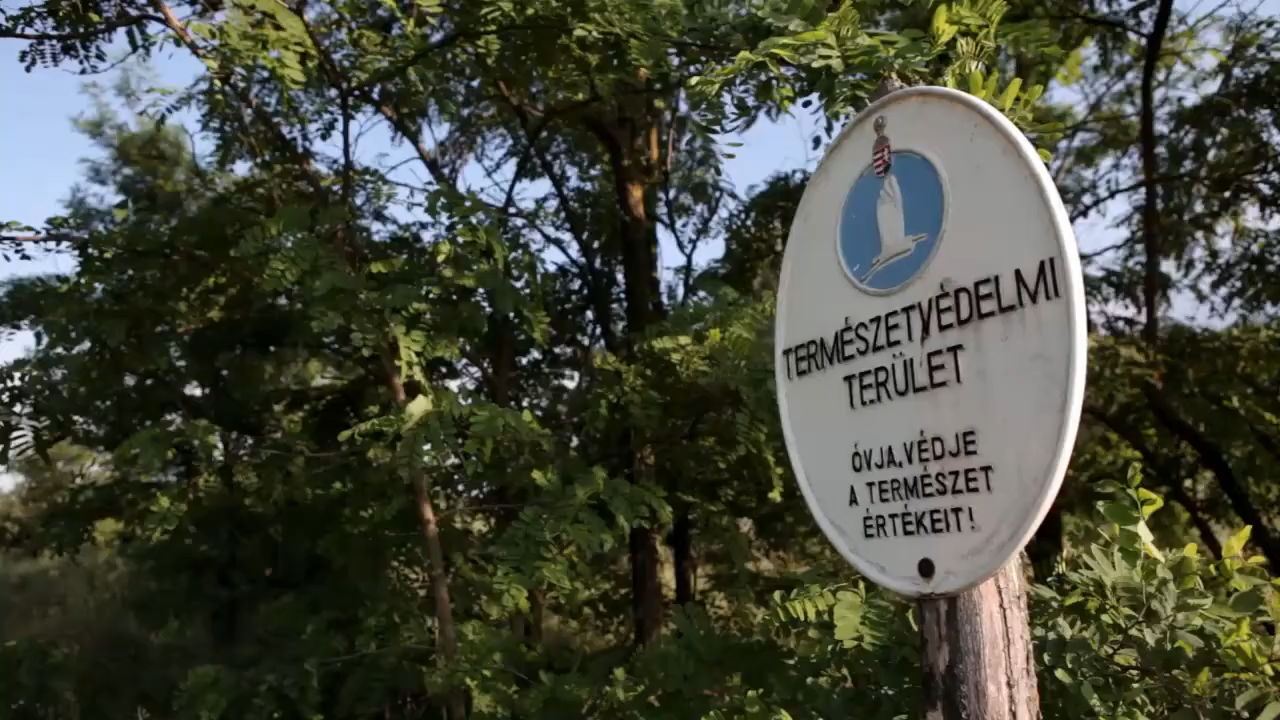 TERMÉSZETVÉDELMI
TERÜLET
ÓVJA, VÉDJE
A TERMÉSZET
ÉRTÉKEIT!